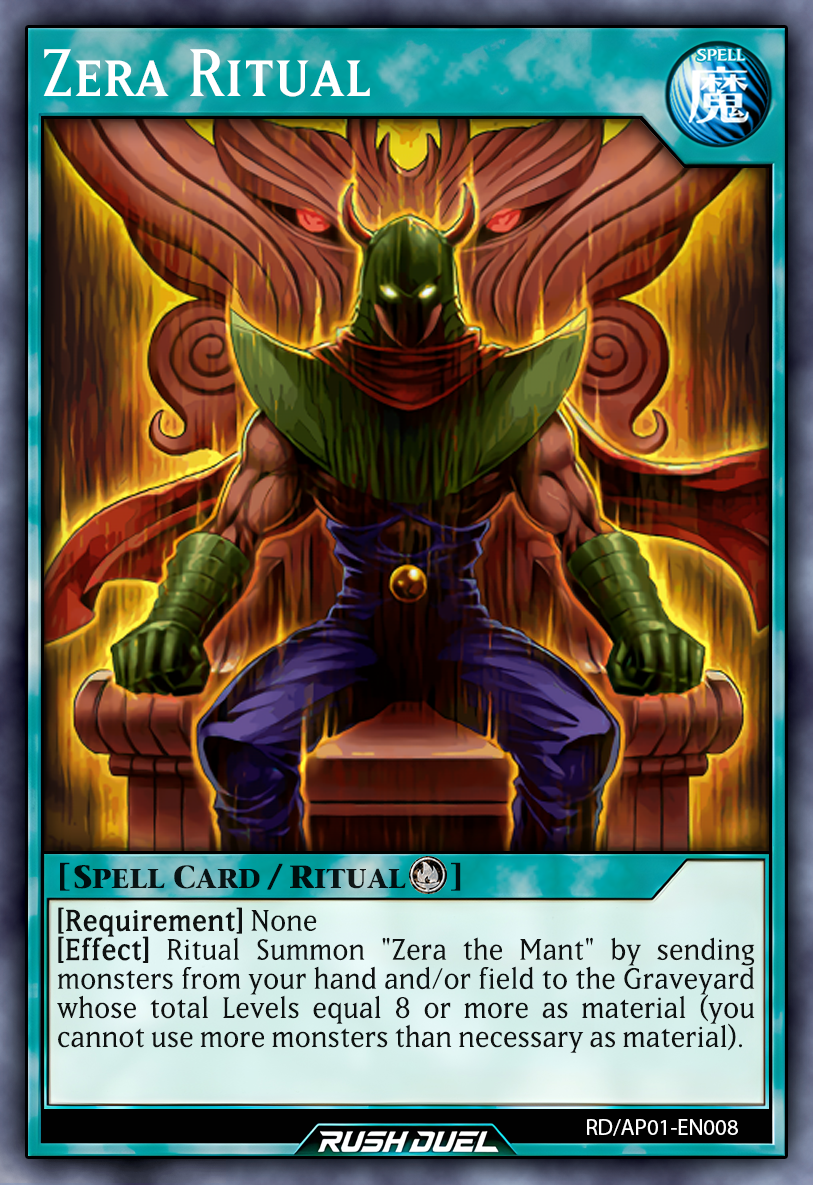 Zera Ritual
SPELL
魔
[Spell Card / Ritual]
[Requirement] None
[Effect] Ritual Summon "Zera the Mant" by sending
monsters from your hand and/or field to the Graveyard
whose total Levels equal 8 or more as material (you
cannot use more monsters than necessary as material).
RD/AP01-EN008
RUSH DUEL